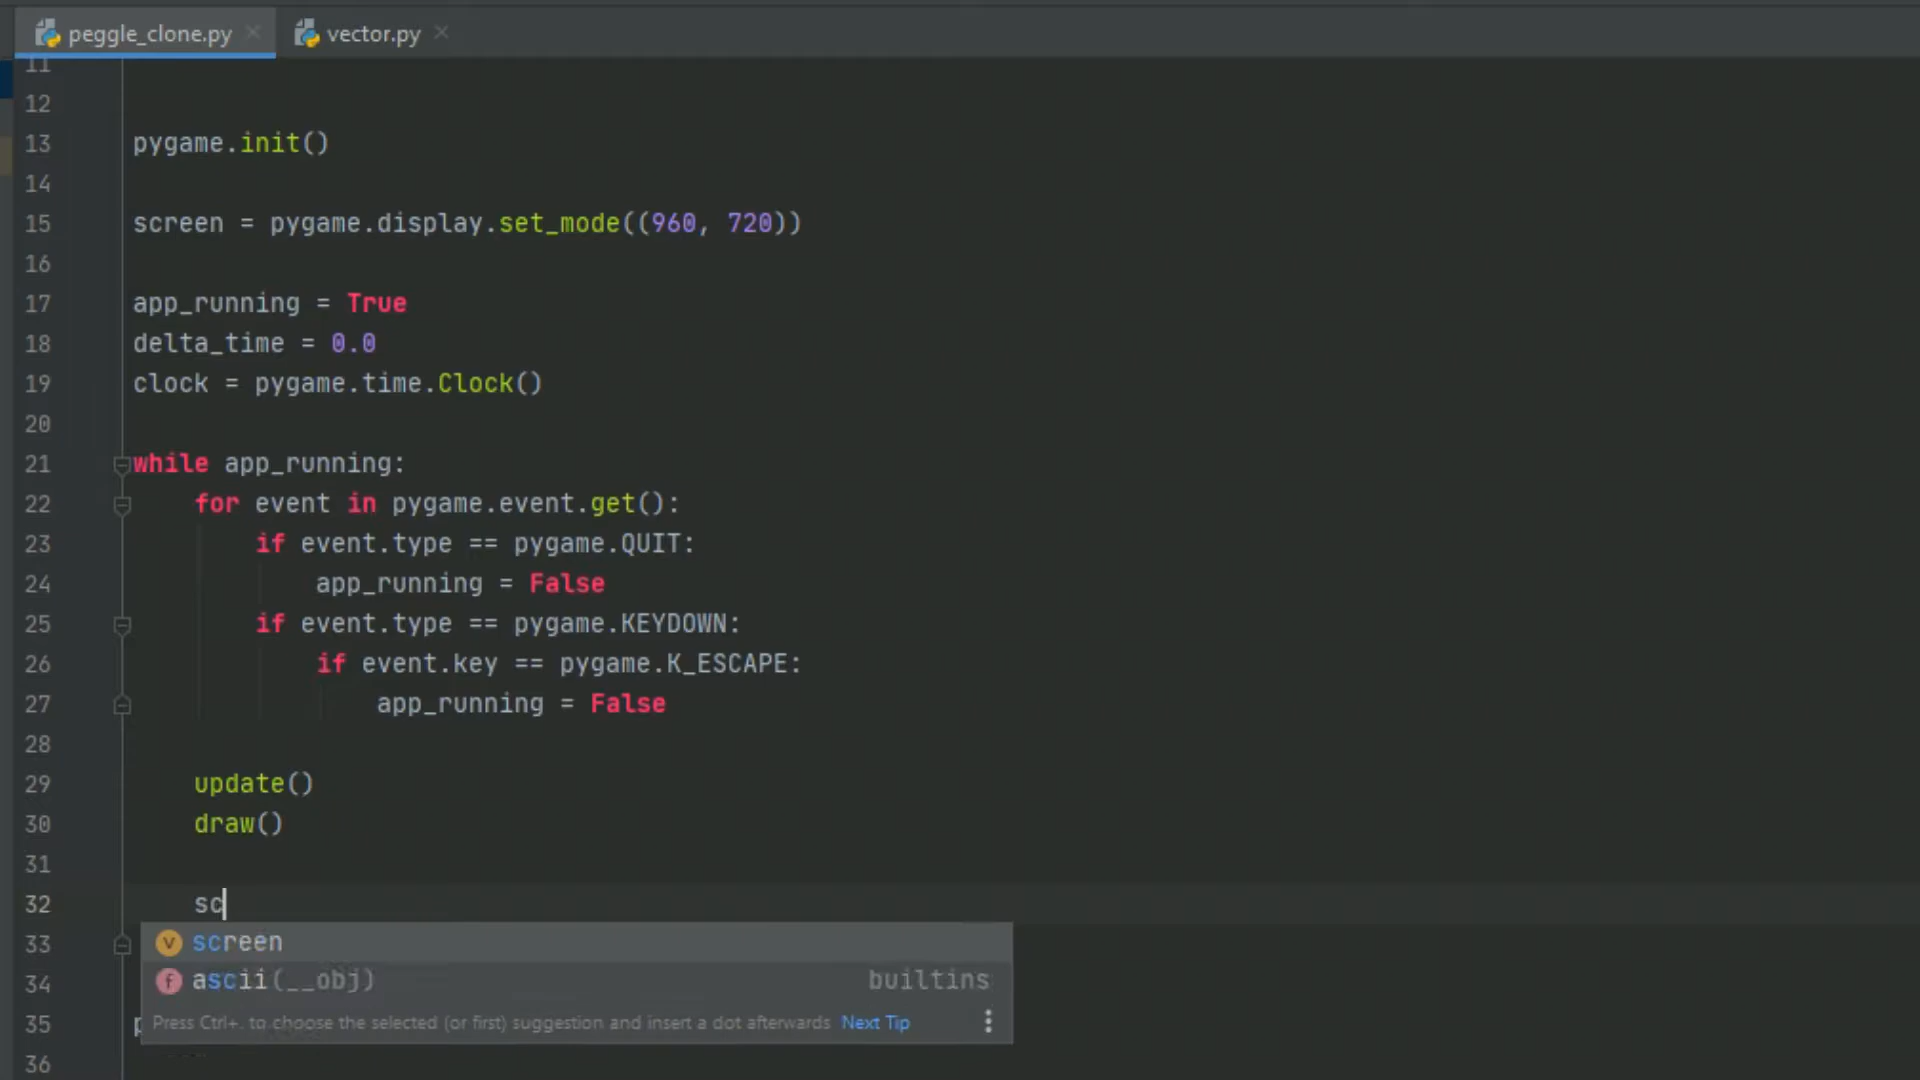 peggle_clone.py vector.py
11
12
13 pygame.init()
14
15 screen = pygame.display.set_mode((960, 720))
16
17 app_running = True
18 delta_time = 0.0
19 clock = pygame.time.Clock()
20
21 while app_running:
22 for event in pygame.event.get():
23 if event.type == pygame.QUIT:
24 app_running = False
25 if event.type == pygame.KEYDOWN:
26 if event.key == pygame.K_ESCAPE:
27 app_running = False
28
29 update()
30 draw()
31
32 sc
33 v screen
34 f ascii(__obj) builtins
35 p Press Ctrl+. to choose the selected (or first) suggestion and insert a dot afterwards Next Tip
36